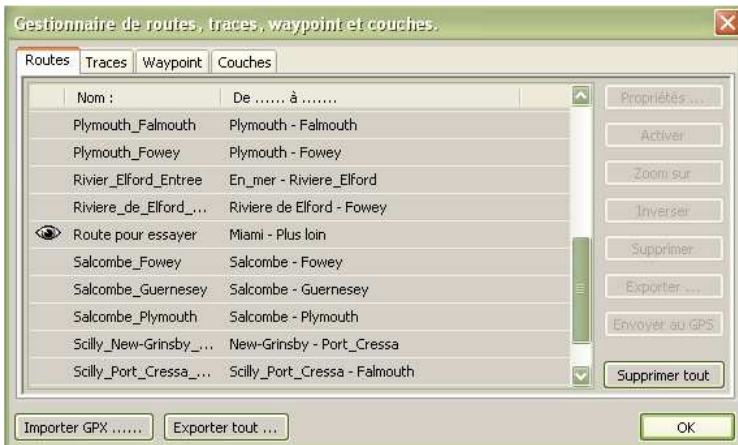 Gestionnaire de routes, traces, waypoint et couches.
Routes Traces Waypoint Couches
Nom : De ...... à .......
Plymouth_Falmouth Plymouth - Falmouth
Plymouth_Fowey Plymouth - Fowey
Rivier_Elford_Entree En_mer - Riviere_Elford
Riviere_de_Elford_... Riviere de Elford - Fowey
Route pour essayer Miami - Plus loin
Salcombe_Fowey Salcombe - Fowey
Salcombe_Guernesey Salcombe - Guernesey
Salcombe_Plymouth Salcombe - Plymouth
Scilly_New-Grinsby_... New-Grinsby - Port_Cressa
Scilly_Port_Cressa_... Scilly_Port_Cressa - Falmouth
Propriétés ...
Activer
Zoom sur
Inverser
Supprimer
Exporter ...
Envoyer au GPS
Supprimer tout
Importer GPX ...... Exporter tout ... OK